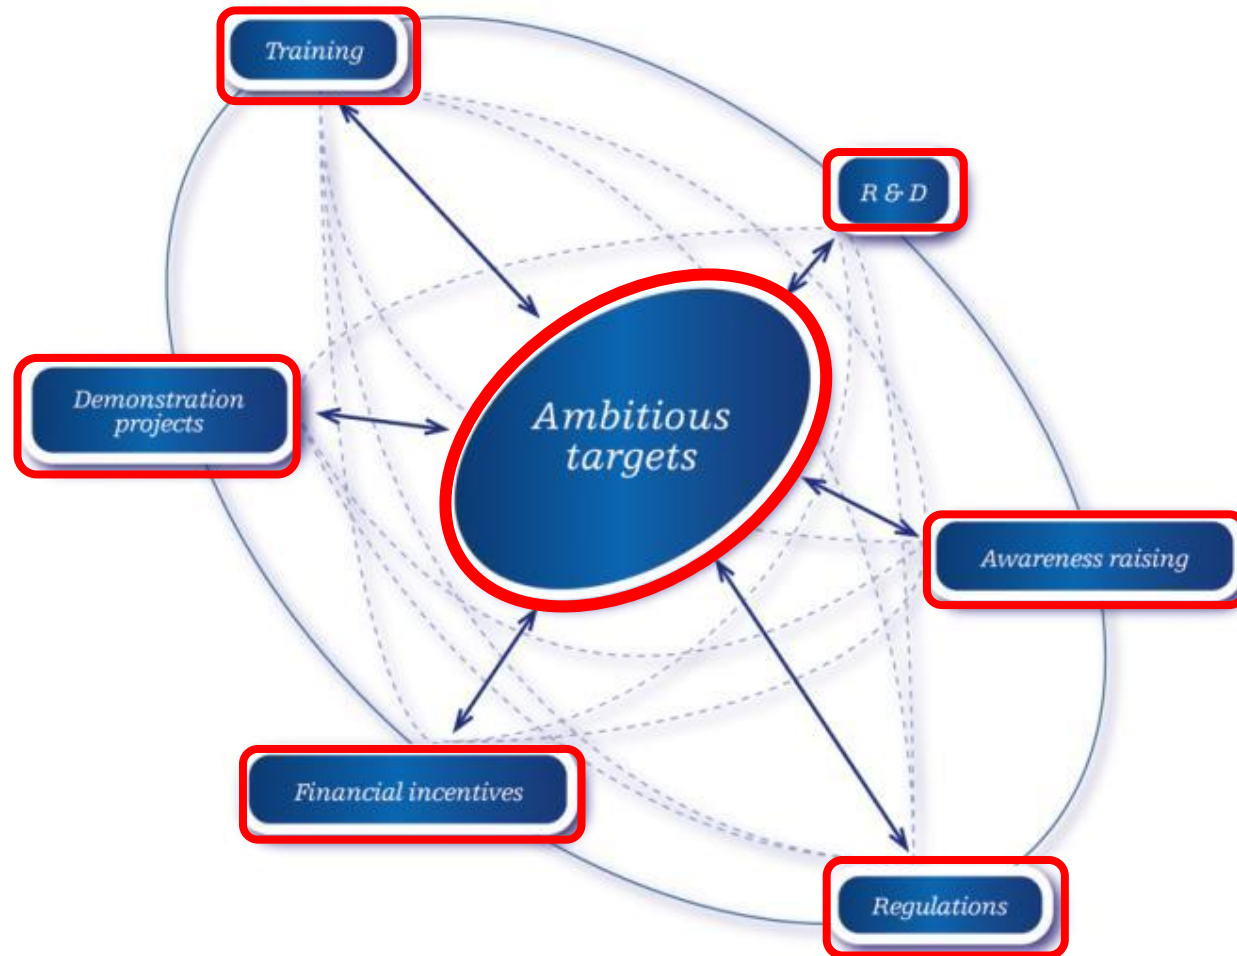 Training
R & D
Demonstration
projects
Ambitious
targets
Awareness raising
Financial incentives
Regulations